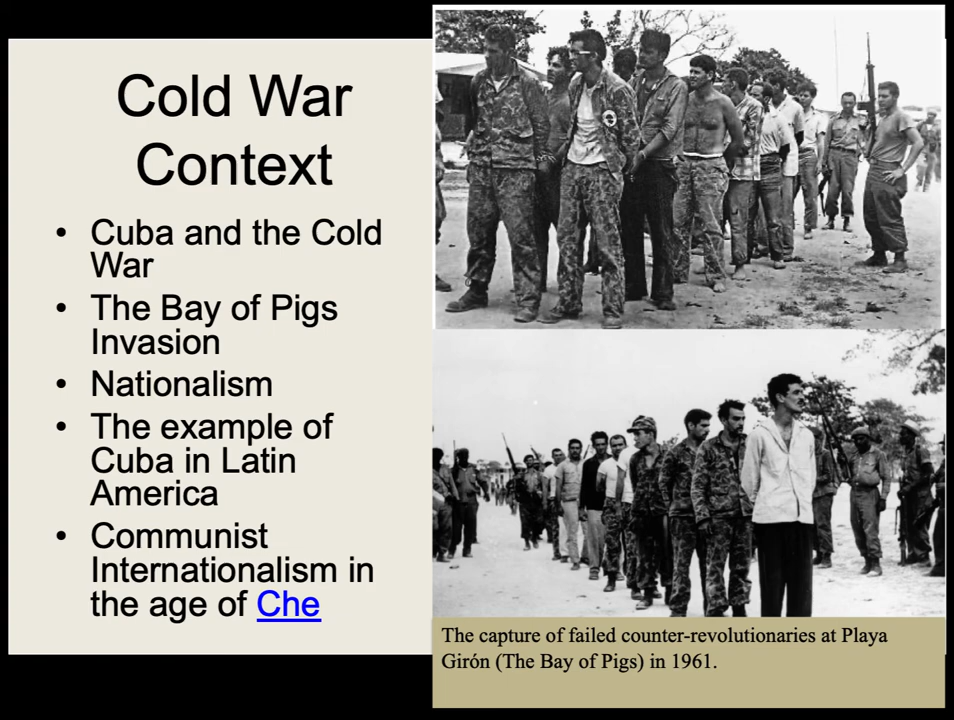 Cold War
Context
• Cuba and the Cold
War
• The Bay of Pigs
Invasion
• Nationalism
• The example of
Cuba in Latin
America
• Communist
Internationalism in
the age of Che
The capture of failed counter-revolutionaries at Playa
Girón (The Bay of Pigs) in 1961.